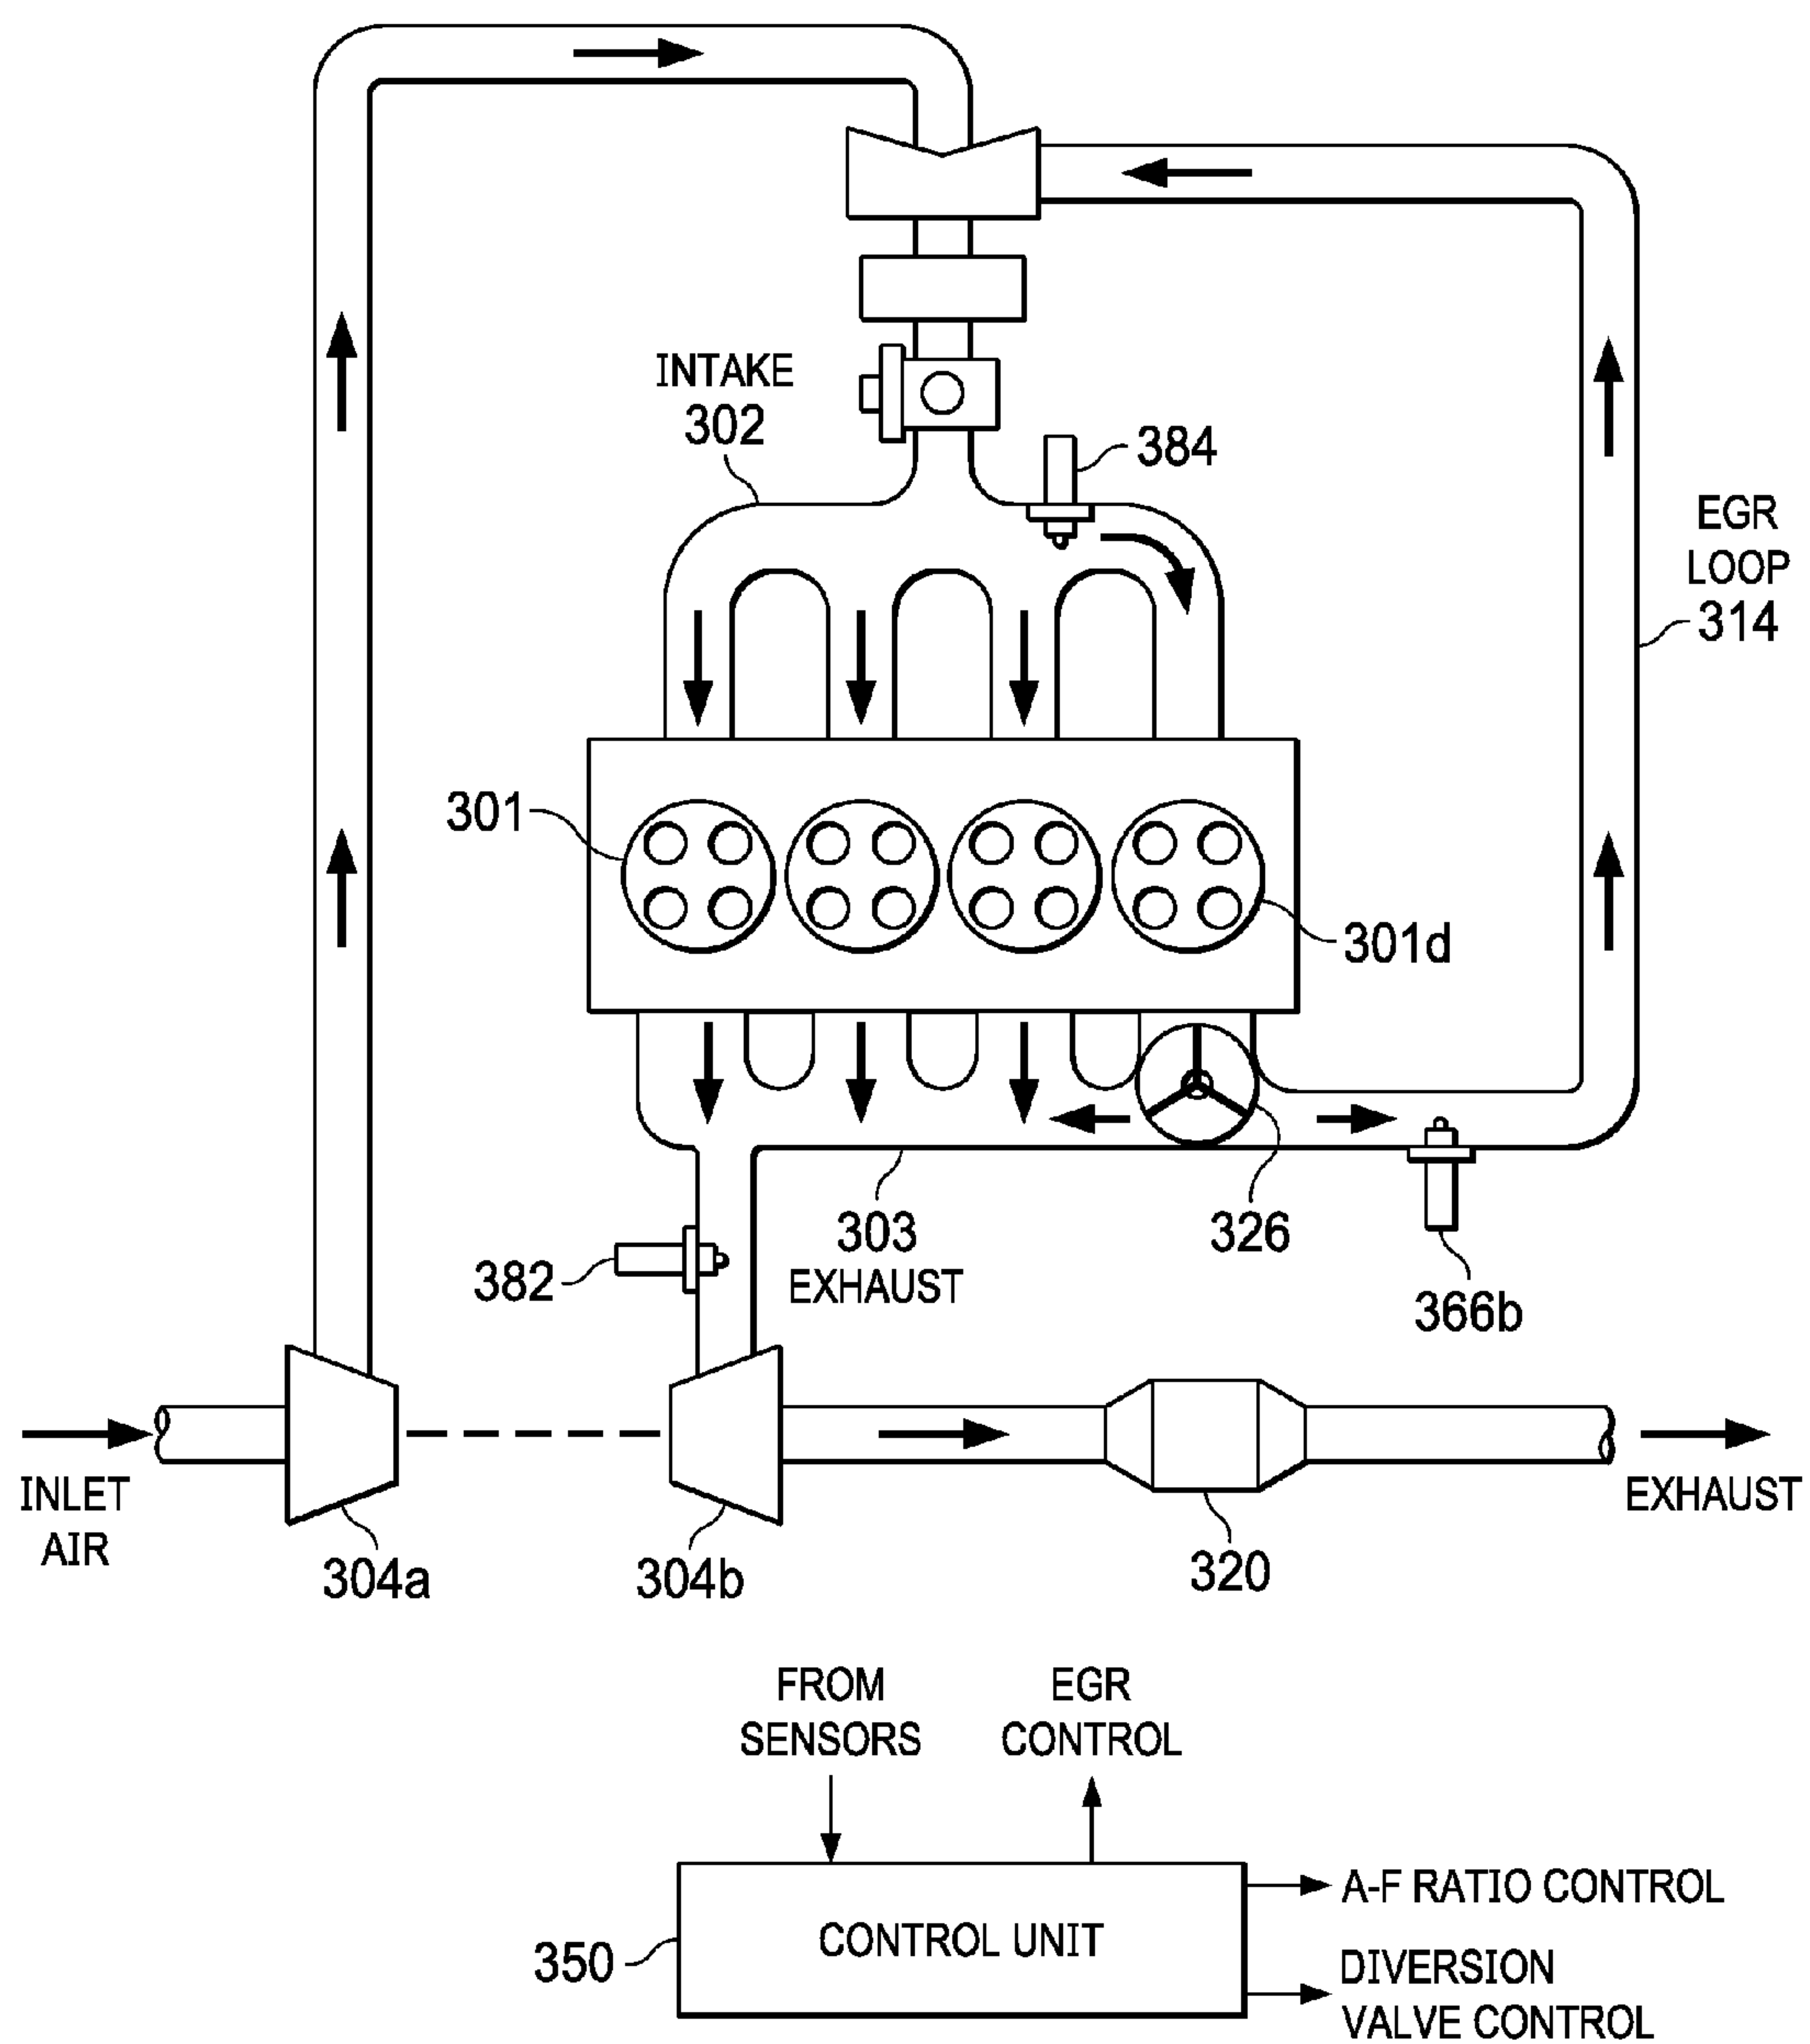 INTAKE
302
384
EGR
LOOP
314
301
301d
303
EXHAUST
326
366b
382
INLET
AIR
304a
304b
320
EXHAUST
FROM
SENSORS
EGR
CONTROL
A-F RATIO CONTROL
CONTROL UNIT
350
DIVERSION
VALVE CONTROL